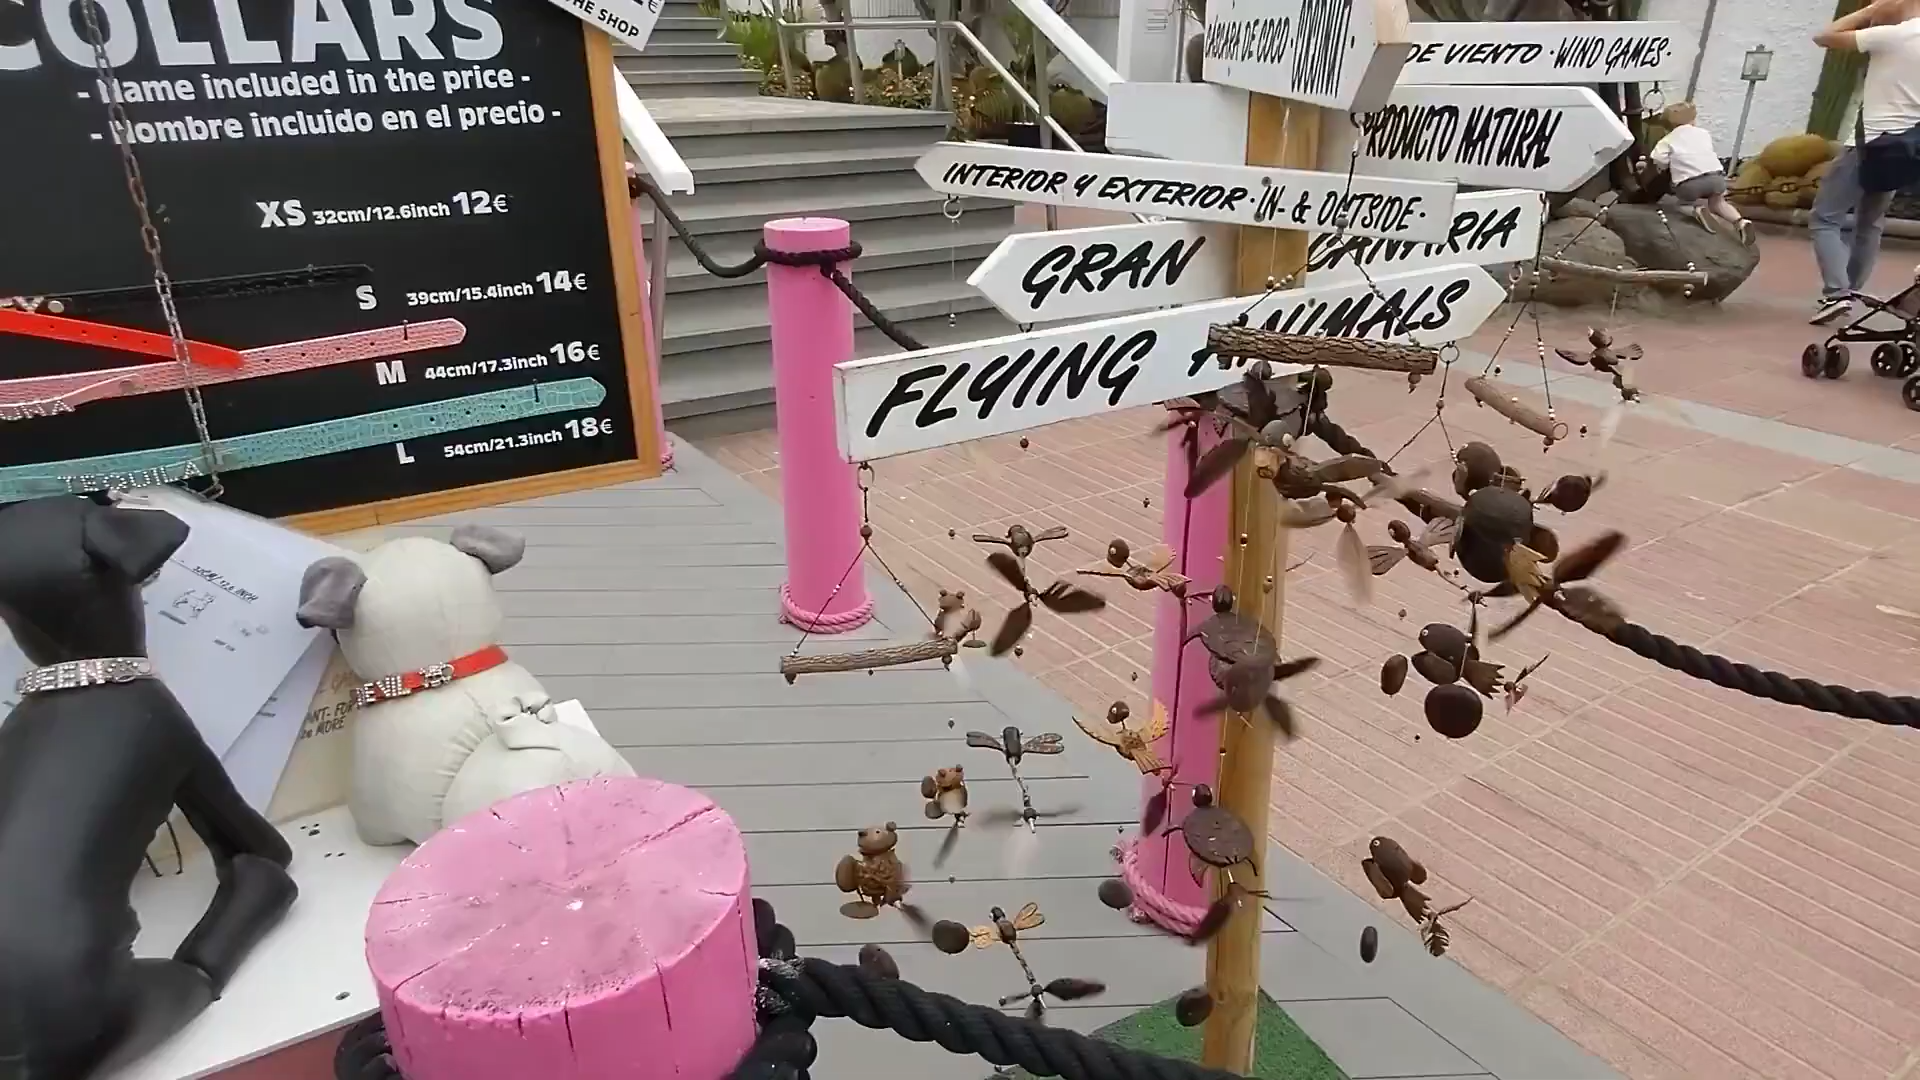 COLLARS
- Name included in the price -
- Nombre incluido en el precio -
XS 32cm/12.6inch 12€
S 39cm/15.4inch 14€
M 44cm/17.3inch 16€
L 54cm/21.3inch 18€
TEQUILA
THE SHOP
DEVIL
MORE
CÁSCARA DE COCO · COCONUT ·
DE VIENTO · WIND GAMES ·
PRODUCTO NATURAL
INTERIOR Y EXTERIOR · IN- & OUTSIDE ·
GRAN CANARIA
FLYING ANIMALS